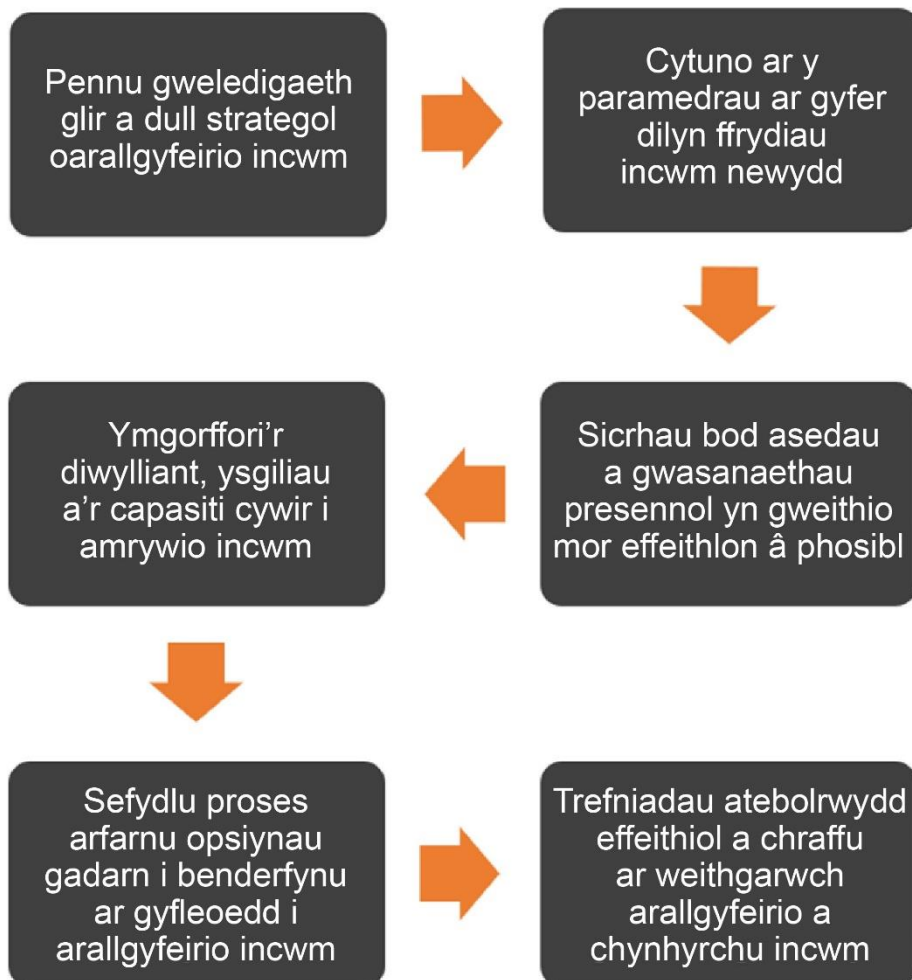 Pennu gweledigaeth
glir a dull strategol
oarallgyfeirio incwm
Cytuno ar y
paramedrau ar gyfer
dilyn ffrydiau
incwm newydd
Sicrhau bod asedau
a gwasanaethau
presennol yn gweithio
mor effeithlon â phosibl
Ymgorffori’r
diwylliant, ysgiliau
a’r capasiti cywir i
amrywio incwm
Sefydlu proses
arfarnu opsiynau
gadarn i benderfynu
ar gyfleoedd i
arallgyfeirio incwm
Trefniadau atebolrwydd
effeithiol a chraffu
ar weithgarwch
arallgyfeirio a
chynhyrchu incwm